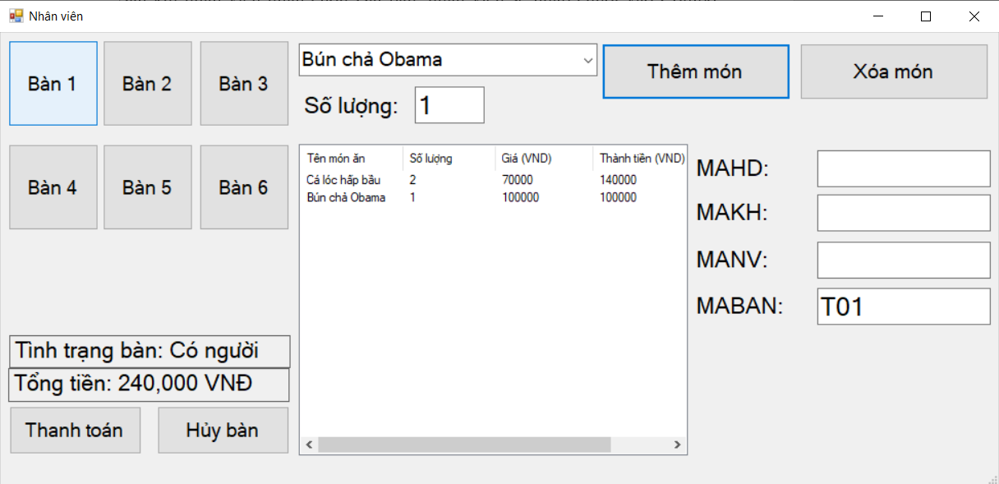 Nhân viên
Bàn 1 Bàn 2 Bàn 3
Bún chả Obama
Thêm món
Xóa món
Số lượng: 1
Bàn 4 Bàn 5 Bàn 6
Tên món ăn Số lượng Giá (VND) Thành tiền (VND)
Cá lóc hấp bầu 2 70000 140000
Bún chả Obama 1 100000 100000
MAHD:
MAKH:
MANV:
MABAN: T01
Tình trạng bàn: Có người
Tổng tiền: 240,000 VNĐ
Thanh toán Hủy bàn